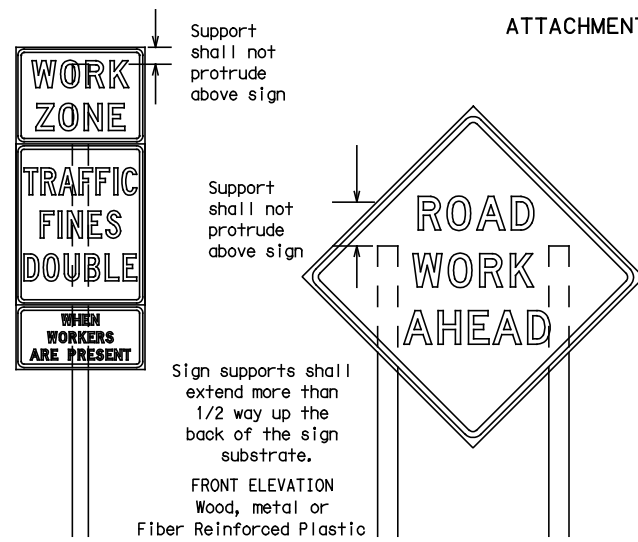 ATTACHMENT
Support
shall not
protrude
above sign
WORK
ZONE
TRAFFIC
FINES
DOUBLE
WHEN
WORKERS
ARE PRESENT
Support
shall not
protrude
above sign
ROAD
WORK
AHEAD
Sign supports shall
extend more than
1/2 way up the
back of the sign
substrate.
FRONT ELEVATION
Wood, metal or
Fiber Reinforced Plastic